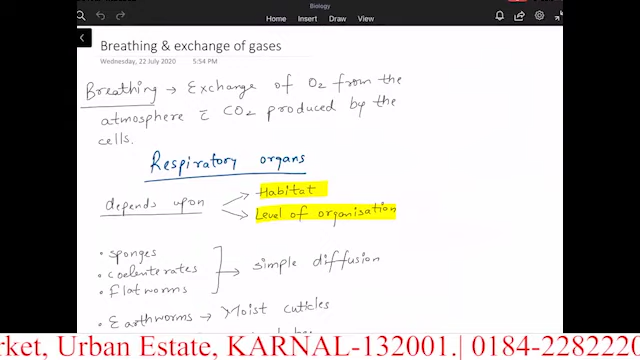 Biology
Home Insert Draw View
Breathing & exchange of gases
Wednesday, 22 July 2020 5:54 PM
Breathing → Exchange of O2 from the
atmosphere c̄ CO2 produced by the
cells.
Respiratory organs
depends upon → Habitat
→ Level of organisation
• Sponges
• Coelenterates → simple diffusion
• Flatworms
• Earthworms → Moist cuticles
rket, Urban Estate, KARNAL-132001.| 0184-2282220